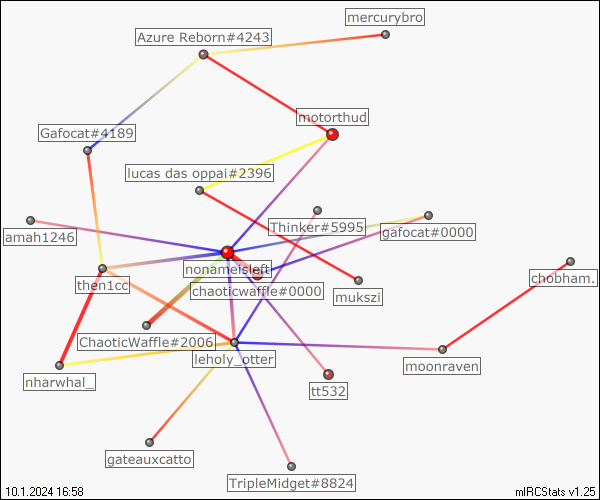 mercurybro
Azure Reborn#4243
motorthud
Gafocat#4189
lucas das oppai#2396
Thinker#5995
gafocat#0000
amah1246
nonameisleft
chobham.
then1cc
chaoticwaffle#0000
mukszi
ChaoticWaffle#2006
leholy_otter
moonraven
nharwhal_
tt532
gateauxcatto
TripleMidget#8824
10.1.2024 16:58
mIRCStats v1.25